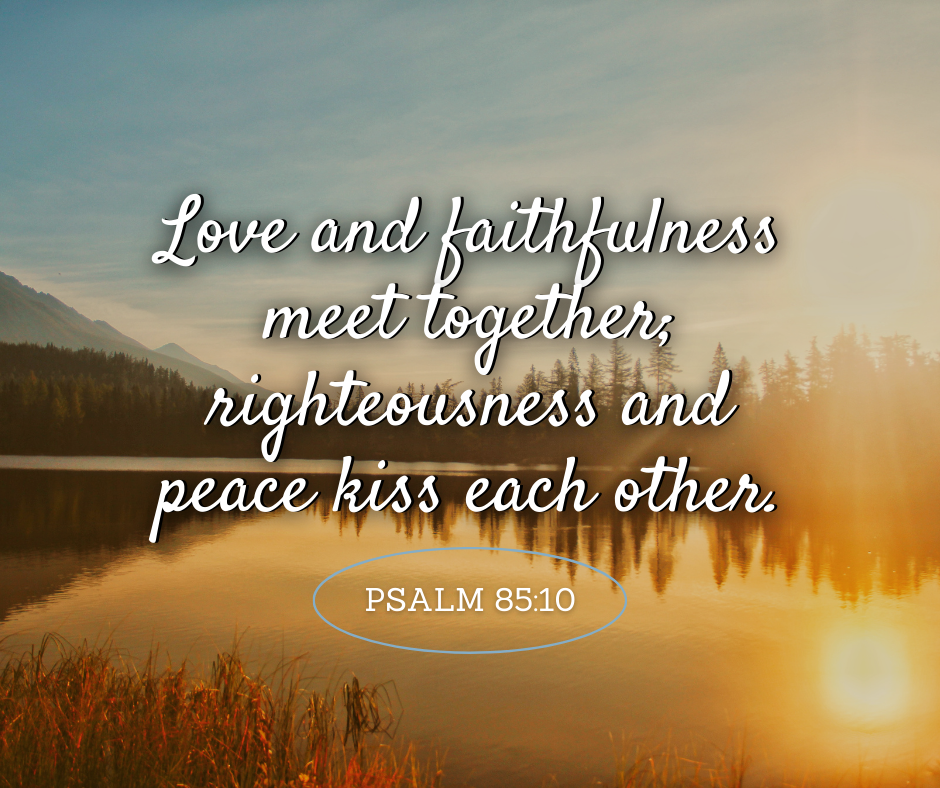 Love and faithfulness
meet together;
righteousness and
peace kiss each other.
PSALM 85:10